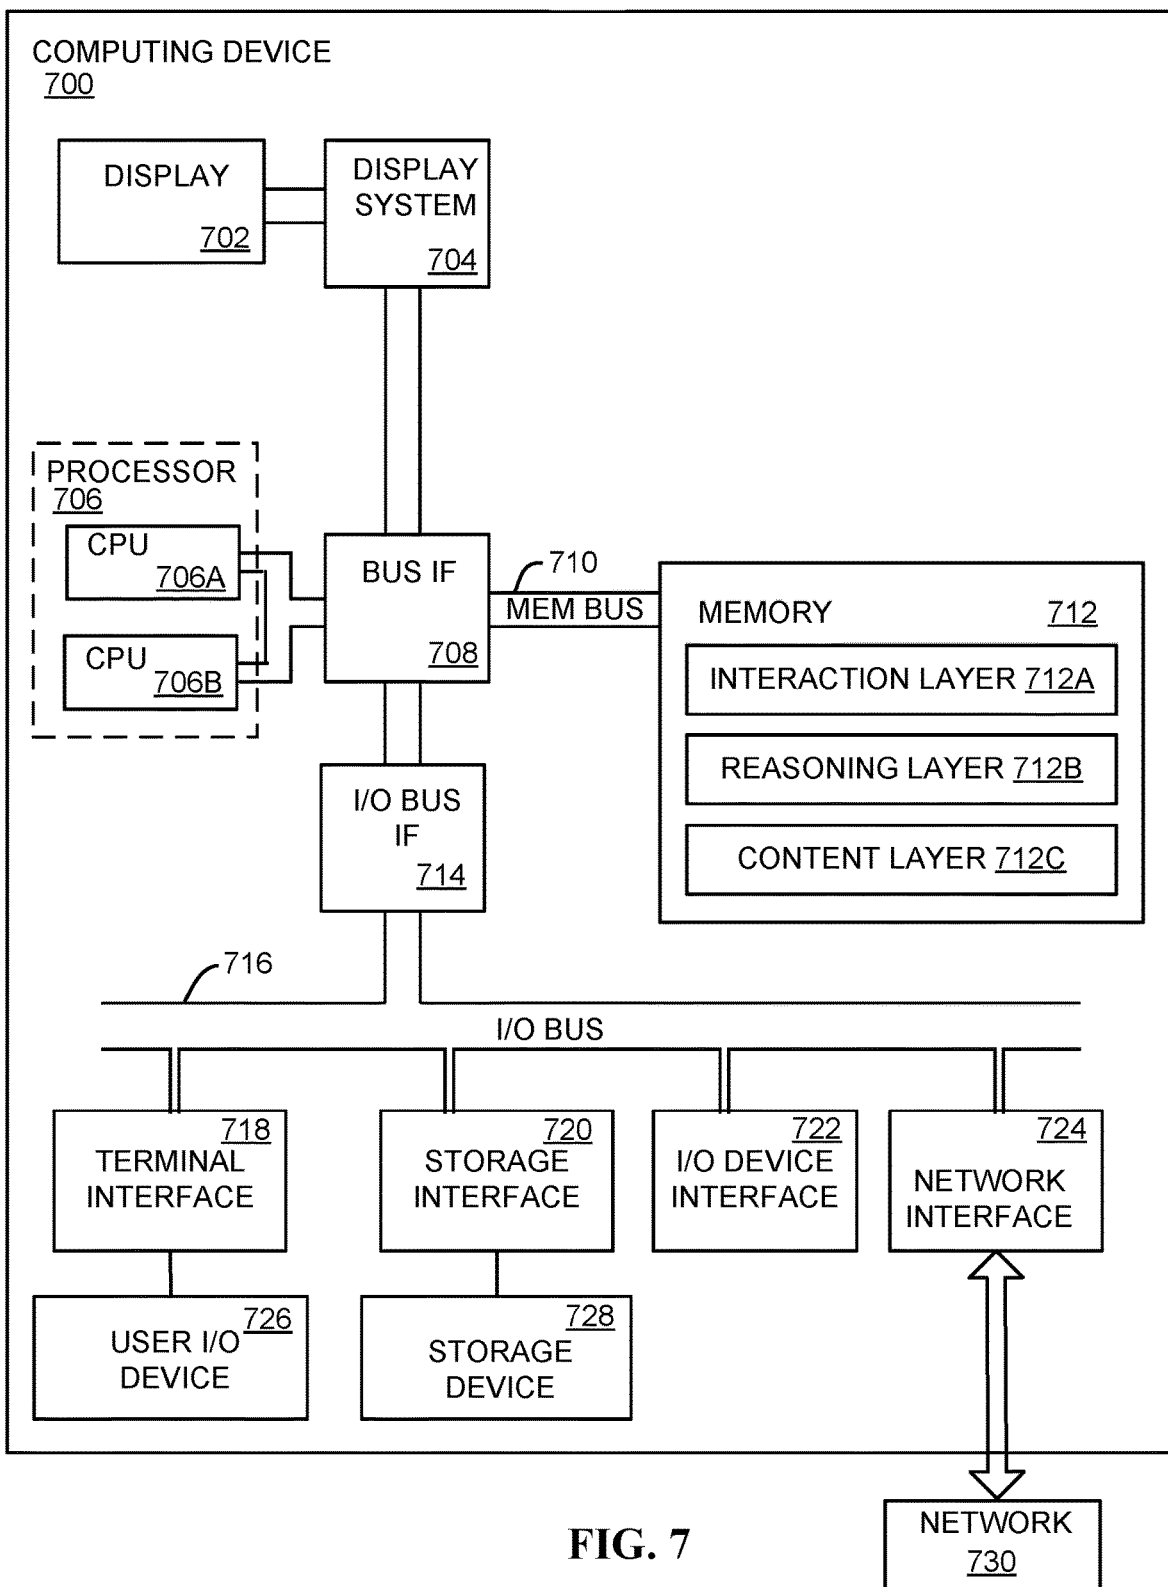 COMPUTING DEVICE
700
DISPLAY
702
DISPLAY
SYSTEM
704
PROCESSOR
706
CPU
706A
CPU
706B
BUS IF
708
710
MEM BUS
MEMORY 712
INTERACTION LAYER 712A
REASONING LAYER 712B
CONTENT LAYER 712C
I/O BUS
IF
714
716
I/O BUS
718
TERMINAL
INTERFACE
720
STORAGE
INTERFACE
722
I/O DEVICE
INTERFACE
724
NETWORK
INTERFACE
726
USER I/O
DEVICE
728
STORAGE
DEVICE
NETWORK
730
FIG. 7